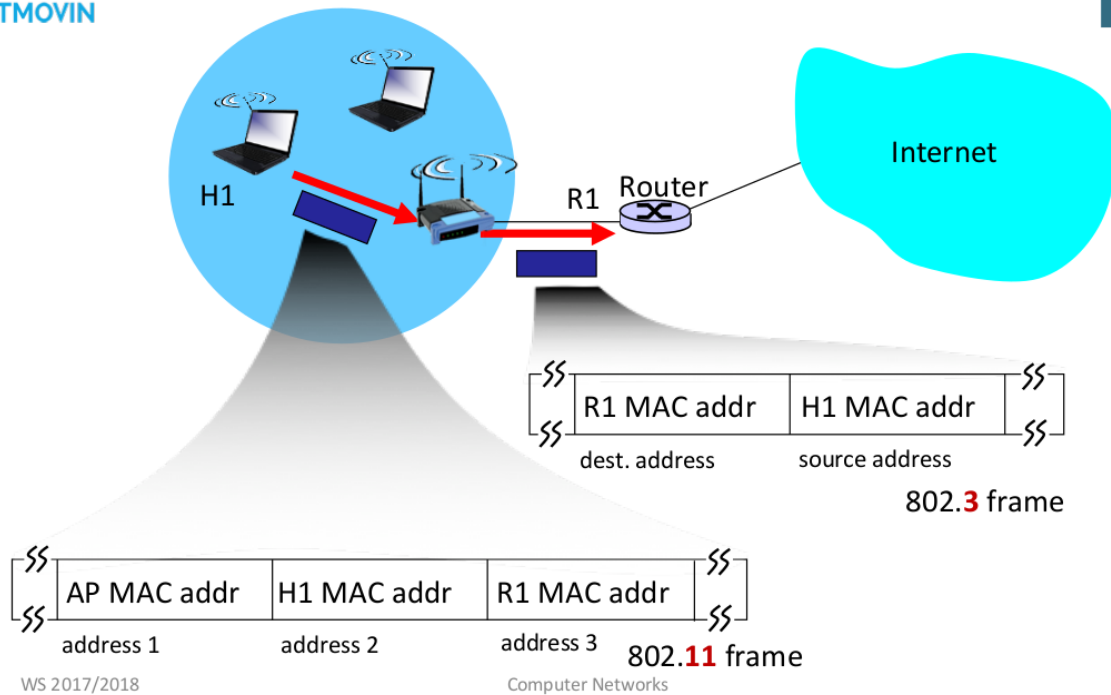 TMOVIN
H1
R1
Router
Internet
R1 MAC addr
H1 MAC addr
dest. address
source address
802.3 frame
AP MAC addr
H1 MAC addr
R1 MAC addr
address 1
address 2
address 3
802.11 frame
WS 2017/2018
Computer Networks